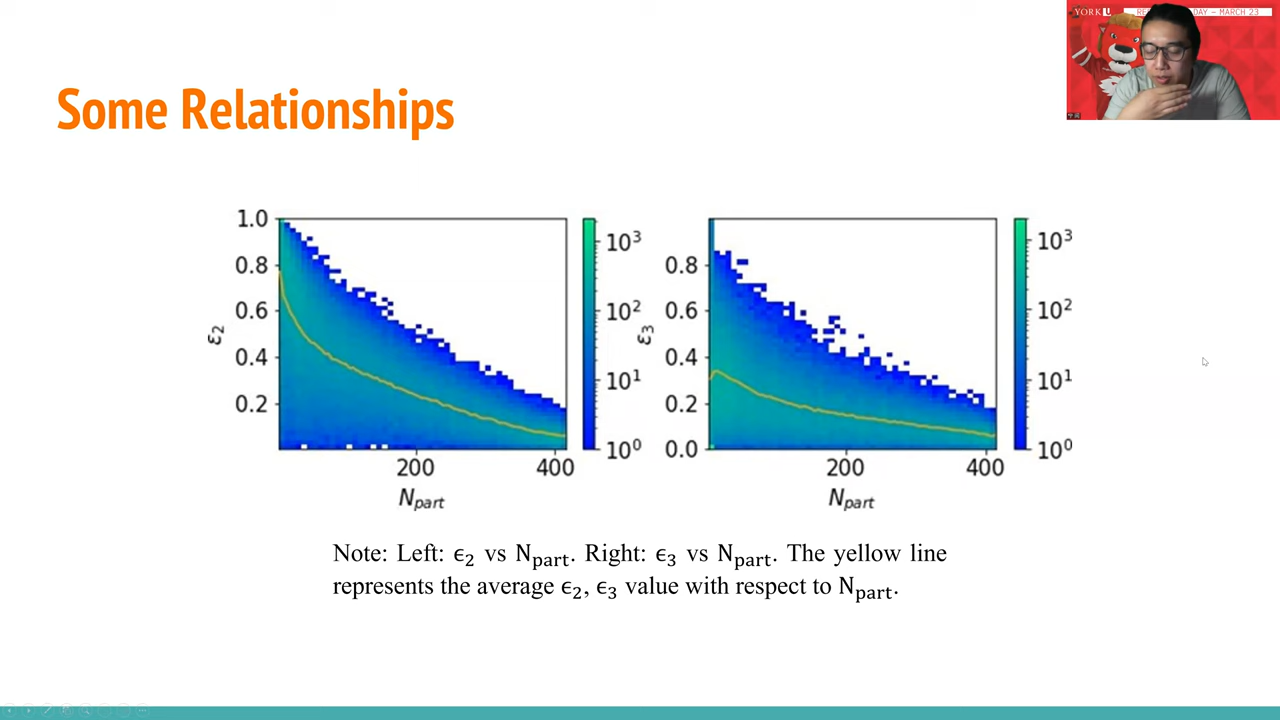 YORK U
DAY – MARCH 23
Some Relationships
1.0
0.8
0.6
0.4
0.2
ε2
200
400
Npart
10³
10²
10¹
10⁰
0.8
0.6
0.4
0.2
0.0
ε3
200
400
Npart
10³
10²
10¹
10⁰
Note: Left: ϵ₂ vs Npart. Right: ϵ₃ vs Npart. The yellow line
represents the average ϵ₂, ϵ₃ value with respect to Npart.